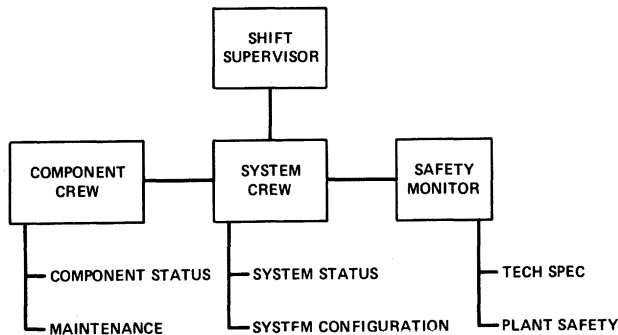 SHIFT
SUPERVISOR
COMPONENT
CREW
SYSTEM
CREW
SAFETY
MONITOR
COMPONENT STATUS
MAINTENANCE
SYSTEM STATUS
SYSTEM CONFIGURATION
TECH SPEC
PLANT SAFETY